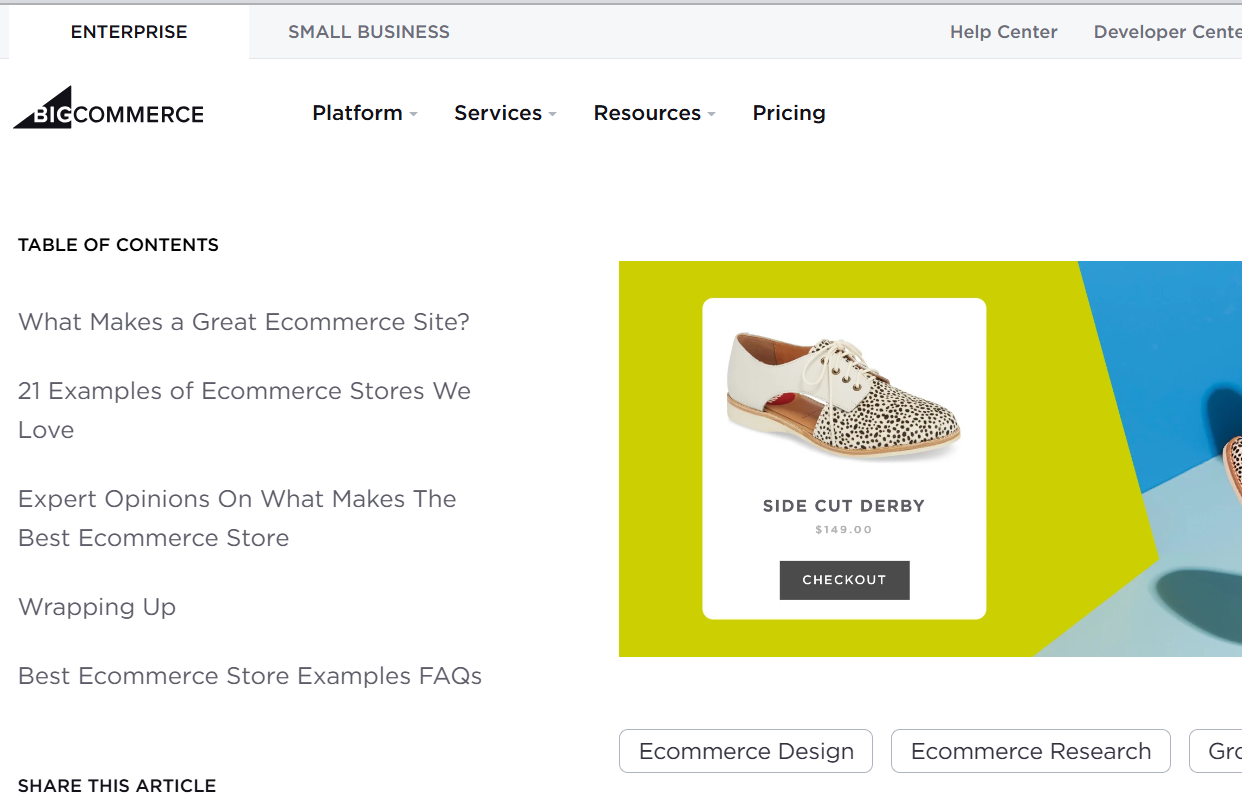 ENTERPRISE
SMALL BUSINESS
Help Center
Developer Cente
BIGCOMMERCE
Platform
Services
Resources
Pricing
TABLE OF CONTENTS
What Makes a Great Ecommerce Site?
21 Examples of Ecommerce Stores We
Love
Expert Opinions On What Makes The
Best Ecommerce Store
Wrapping Up
Best Ecommerce Store Examples FAQs
SHARE THIS ARTICLE
SIDE CUT DERBY
$149.00
CHECKOUT
Ecommerce Design
Ecommerce Research
Gro